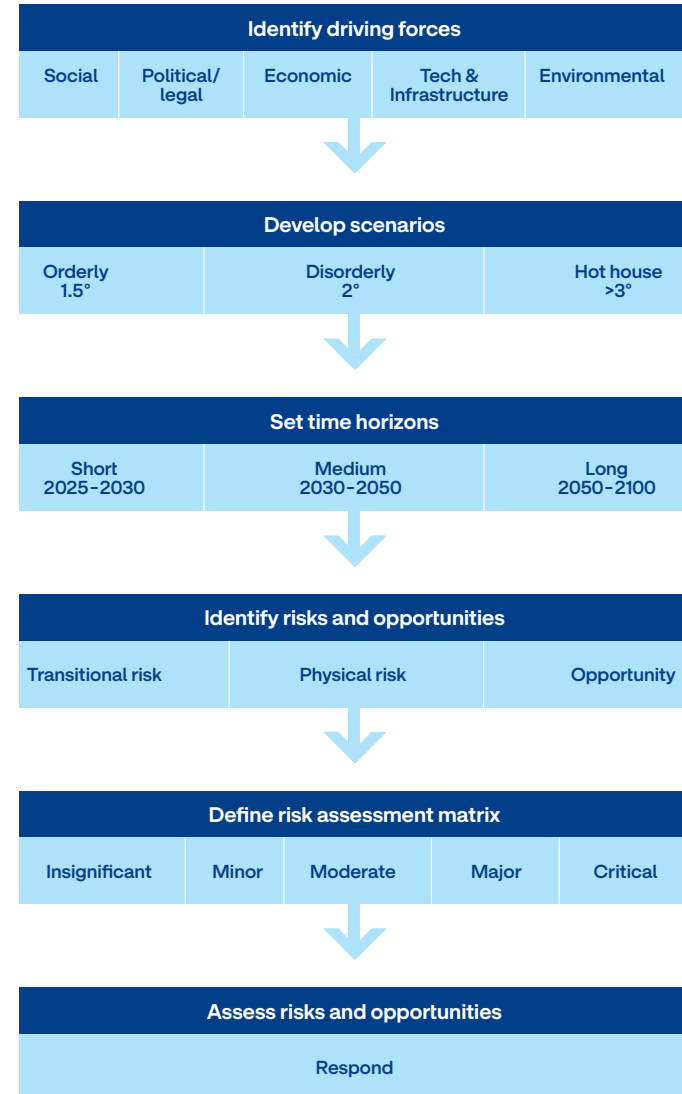 Identify driving forces
Social
Political/
legal
Economic
Tech &
Infrastructure
Environmental
Develop scenarios
Orderly
1.5°
Disorderly
2°
Hot house
>3°
Set time horizons
Short
2025-2030
Medium
2030-2050
Long
2050-2100
Identify risks and opportunities
Transitional risk
Physical risk
Opportunity
Define risk assessment matrix
Insignificant
Minor
Moderate
Major
Critical
Assess risks and opportunities
Respond